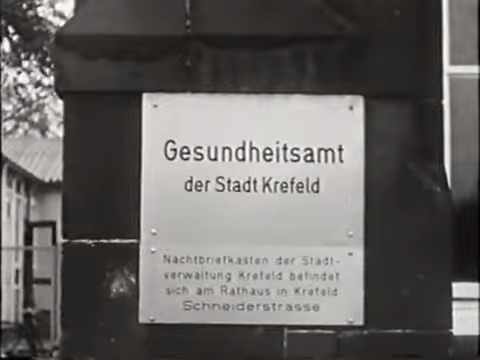 Gesundheitsamt
der Stadt Krefeld
Nachtbriefkasten der Stadt-
verwaltung Krefeld befindet
sich am Rathaus in Krefeld
Schneiderstrasse